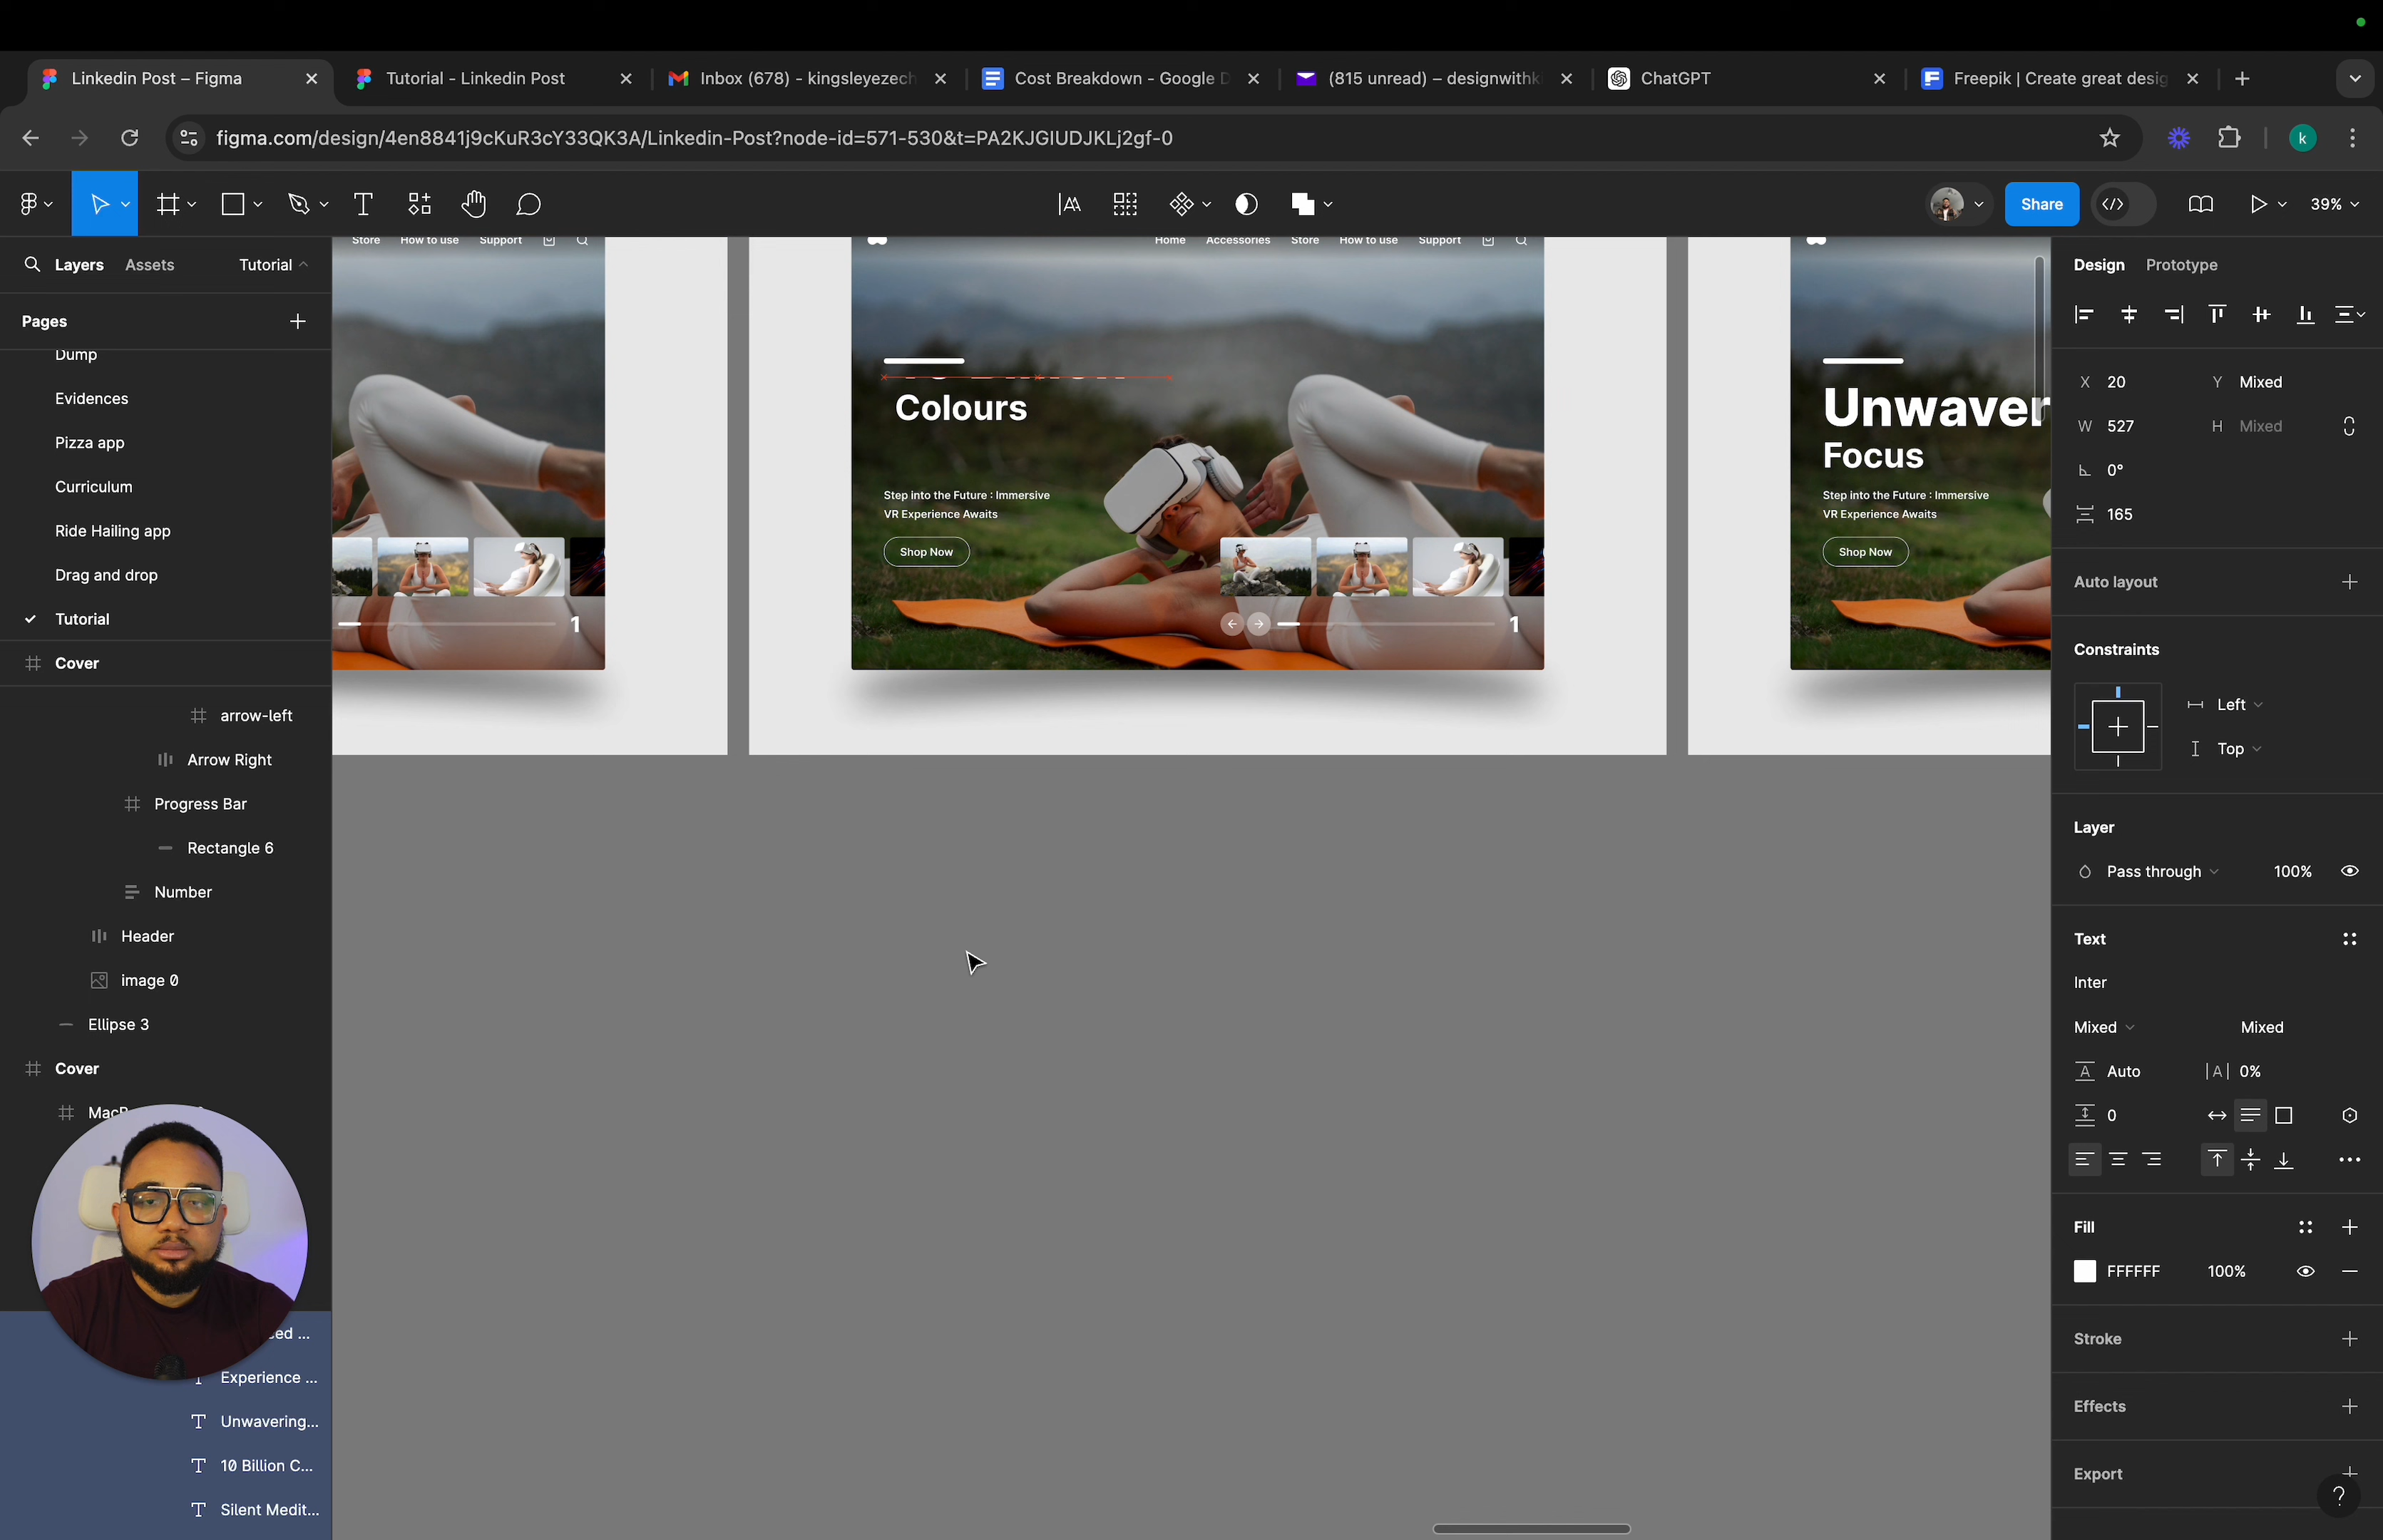 Linkedin Post – Figma
Tutorial - Linkedin Post
Inbox (678) - kingsleyezech
Cost Breakdown - Google D
(815 unread) – designwithk
ChatGPT
Freepik | Create great desig
figma.com/design/4en8841j9cKuR3cY33QK3A/Linkedin-Post?node-id=571-530&t=PA2KJGIUDJKLj2gf-0
k
Share
39%
Layers
Assets
Tutorial
Pages
Dump
Evidences
Pizza app
Curriculum
Ride Hailing app
Drag and drop
Tutorial
Cover
arrow-left
Arrow Right
Progress Bar
Rectangle 6
Number
Header
image 0
Ellipse 3
Cover
Experience ...
Unwavering...
10 Billion C...
Silent Medit...
Store How to use Support
1
Home Accessories Store How to use Support
Colours
Step into the Future : Immersive
VR Experience Awaits
Shop Now
1
Unwaver
Focus
Step into the Future : Immersive
VR Experience Awaits
Shop Now
Design
Prototype
X 20 Y Mixed
W 527 H Mixed
0°
165
Auto layout
Constraints
Left
Top
Layer
Pass through 100%
Text
Inter
Mixed Mixed
A Auto |A| 0%
0
Fill
FFFFFF 100%
Stroke
Effects
Export
?